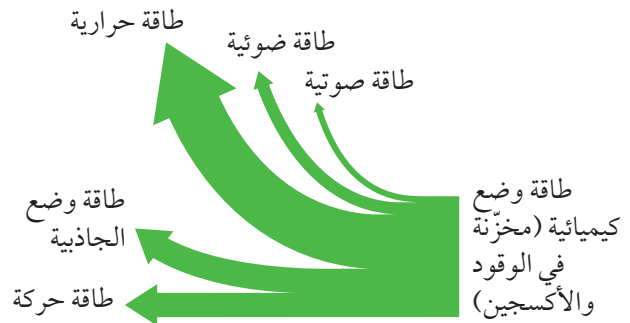 طاقة حرارية
طاقة ضوئية
طاقة صوتية
طاقة وضع
كيميائية (مخزّنة
في الوقود
والأكسجين)
طاقة وضع
الجاذبية
طاقة حركة